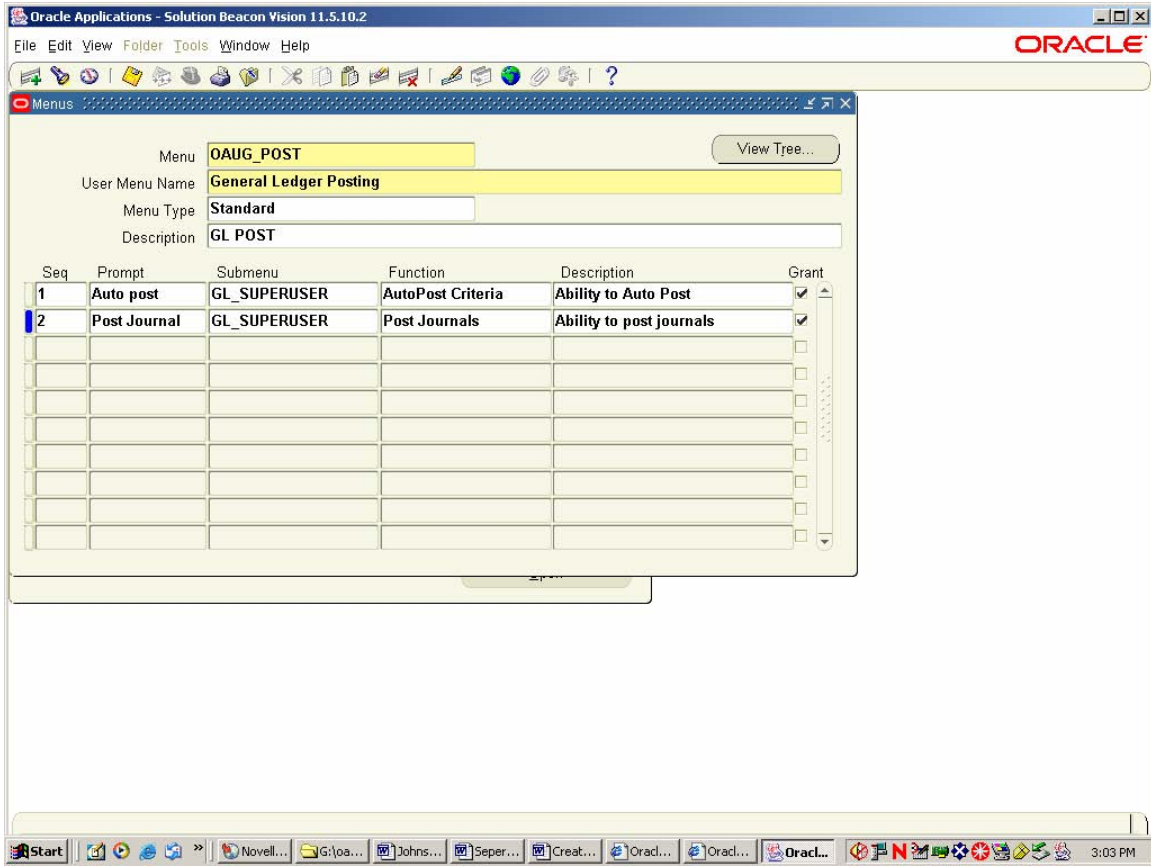 Oracle Applications - Solution Beacon Vision 11.5.10.2
File Edit View Folder Tools Window Help
ORACLE
Menus
Menu OAUG_POST View Tree...
User Menu Name General Ledger Posting
Menu Type Standard
Description GL POST
Seq Prompt Submenu Function Description Grant
1 Auto post GL_SUPERUSER AutoPost Criteria Ability to Auto Post
2 Post Journal GL_SUPERUSER Post Journals Ability to post journals
Start » Novell... G:\oa... Johns... Seper... Creat... Oracl... Oracl... Oracl... 3:03 PM